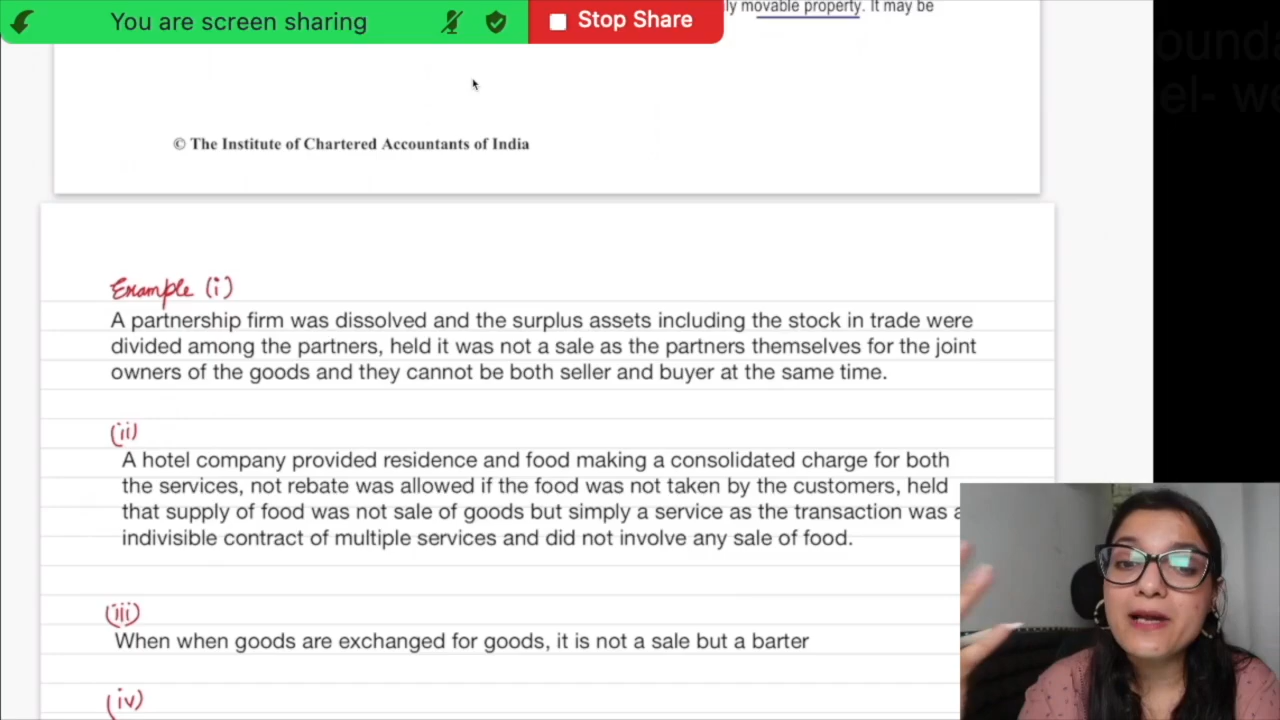 You are screen sharing
Stop Share
ly movable property. It may be
© The Institute of Chartered Accountants of India
Example (i)
A partnership firm was dissolved and the surplus assets including the stock in trade were
divided among the partners, held it was not a sale as the partners themselves for the joint
owners of the goods and they cannot be both seller and buyer at the same time.
(ii)
A hotel company provided residence and food making a consolidated charge for both
the services, not rebate was allowed if the food was not taken by the customers, held
that supply of food was not sale of goods but simply a service as the transaction was a
indivisible contract of multiple services and did not involve any sale of food.
(iii)
When when goods are exchanged for goods, it is not a sale but a barter
(iv)